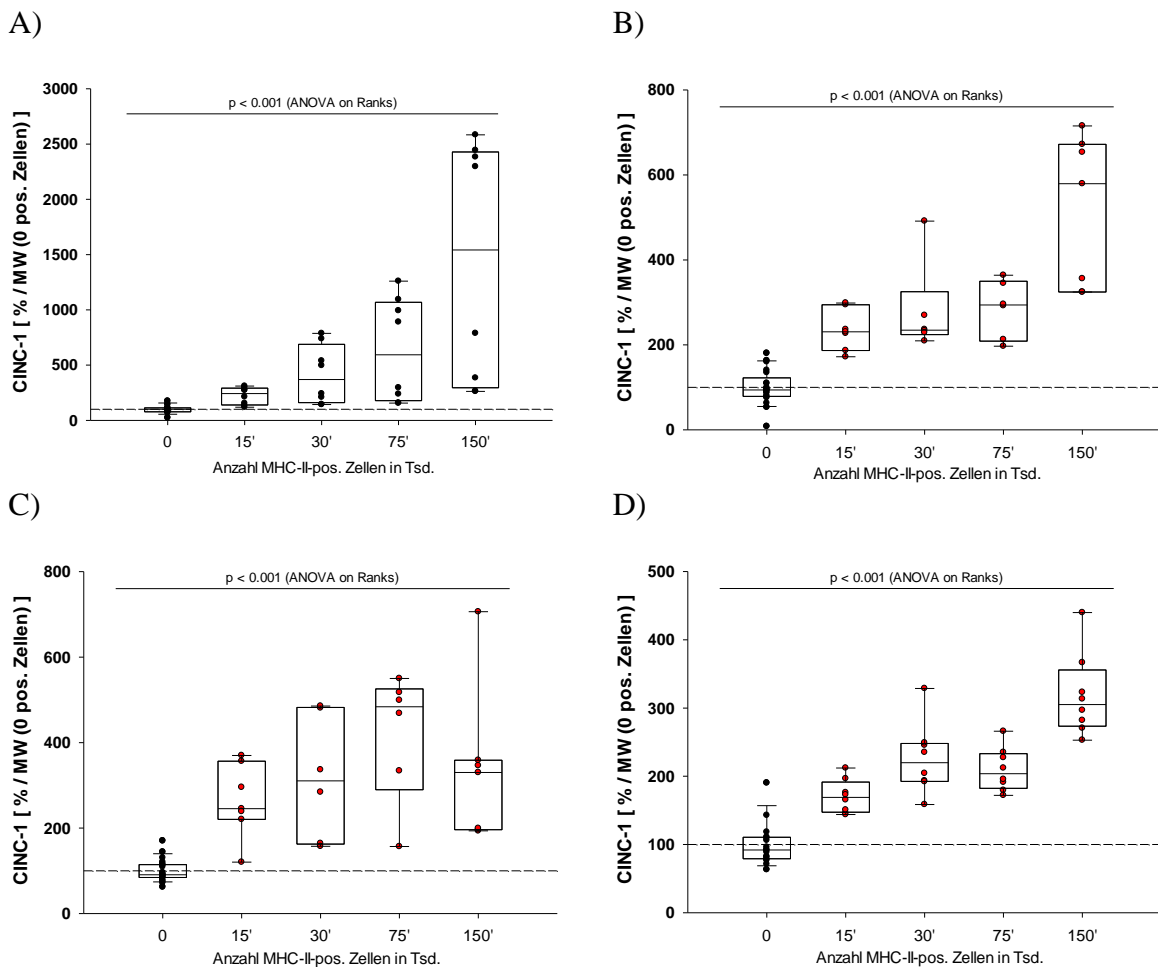 A)
p < 0.001 (ANOVA on Ranks)
CINC-1 [ % / MW (0 pos. Zellen) ]
3000
2500
2000
1500
1000
500
0
0 15' 30' 75' 150'
Anzahl MHC-II-pos. Zellen in Tsd.
B)
p < 0.001 (ANOVA on Ranks)
CINC-1 [ % / MW (0 pos. Zellen) ]
800
600
400
200
0
0 15' 30' 75' 150'
Anzahl MHC-II-pos. Zellen in Tsd.
C)
p < 0.001 (ANOVA on Ranks)
CINC-1 [ % / MW (0 pos. Zellen) ]
800
600
400
200
0
0 15' 30' 75' 150'
Anzahl MHC-II-pos. Zellen in Tsd.
D)
p < 0.001 (ANOVA on Ranks)
CINC-1 [ % / MW (0 pos. Zellen) ]
500
400
300
200
100
0
0 15' 30' 75' 150'
Anzahl MHC-II-pos. Zellen in Tsd.